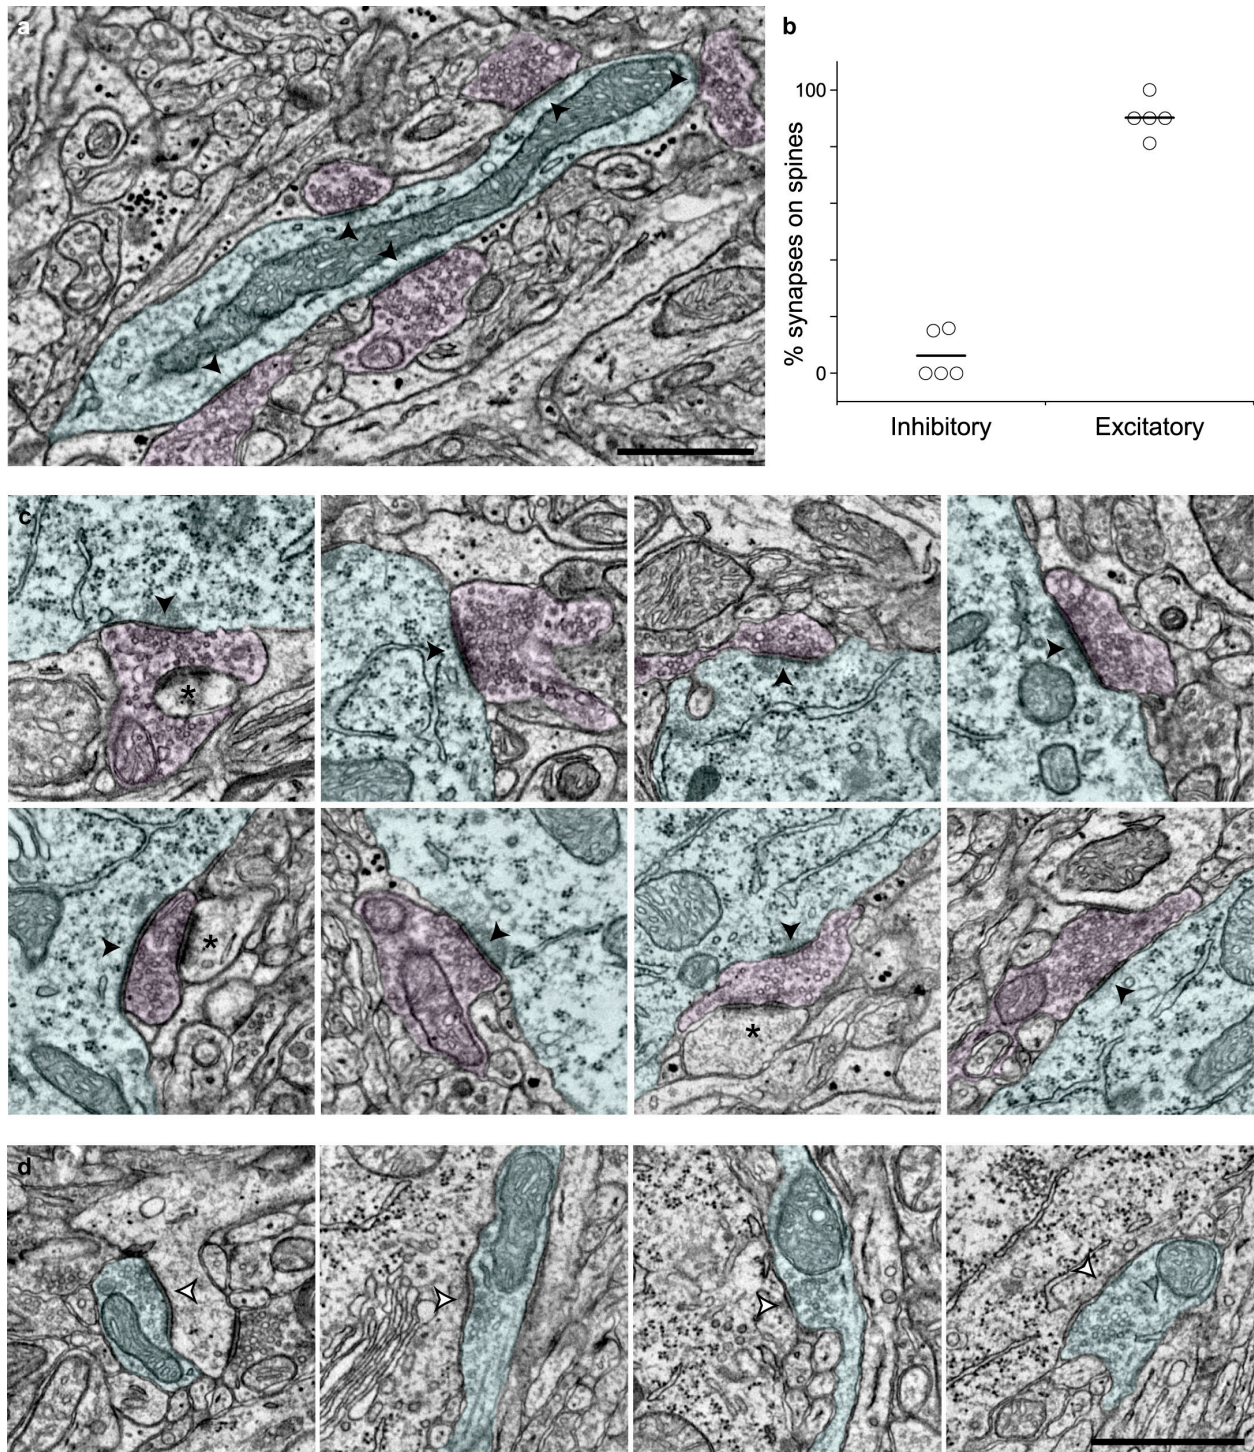 a
b
% synapses on spines
100
0
Inhibitory
Excitatory
c
*
*
*
d